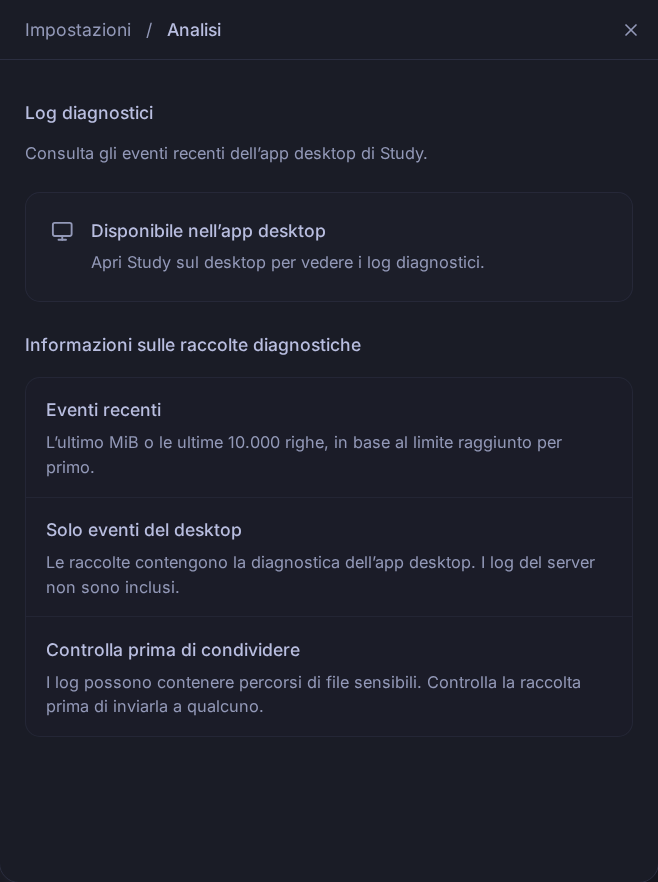 Impostazioni / Analisi
Log diagnostici
Consulta gli eventi recenti dell’app desktop di Study.
Disponibile nell’app desktop
Apri Study sul desktop per vedere i log diagnostici.
Informazioni sulle raccolte diagnostiche
Eventi recenti
L’ultimo MiB o le ultime 10.000 righe, in base al limite raggiunto per
primo.
Solo eventi del desktop
Le raccolte contengono la diagnostica dell’app desktop. I log del server
non sono inclusi.
Controlla prima di condividere
I log possono contenere percorsi di file sensibili. Controlla la raccolta
prima di inviarla a qualcuno.